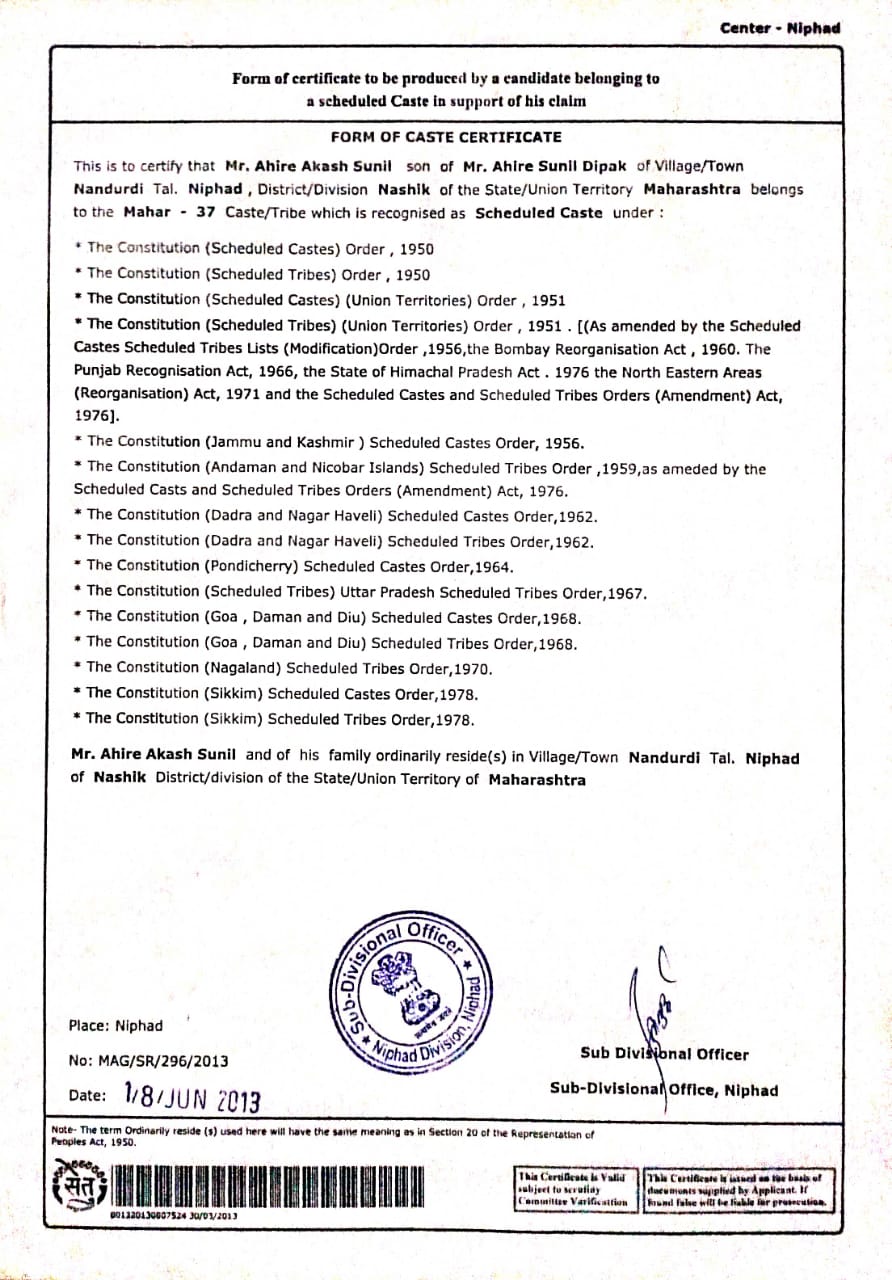 Center - Niphad
Form of certificate to be produced by a candidate belonging to
a scheduled Caste in support of his claim
FORM OF CASTE CERTIFICATE
This is to certify that Mr. Ahire Akash Sunil son of Mr. Ahire Sunil Dipak of Village/Town
Nandurdi Tal. Niphad , District/Division Nashik of the State/Union Territory Maharashtra belongs
to the Mahar - 37 Caste/Tribe which is recognised as Scheduled Caste under :
* The Constitution (Scheduled Castes) Order , 1950
* The Constitution (Scheduled Tribes) Order , 1950
* The Constitution (Scheduled Castes) (Union Territories) Order , 1951
* The Constitution (Scheduled Tribes) (Union Territories) Order , 1951 . [(As amended by the Scheduled
Castes Scheduled Tribes Lists (Modification)Order ,1956,the Bombay Reorganisation Act , 1960. The
Punjab Recognisation Act, 1966, the State of Himachal Pradesh Act . 1976 the North Eastern Areas
(Reorganisation) Act, 1971 and the Scheduled Castes and Scheduled Tribes Orders (Amendment) Act,
1976].
* The Constitution (Jammu and Kashmir ) Scheduled Castes Order, 1956.
* The Constitution (Andaman and Nicobar Islands) Scheduled Tribes Order ,1959,as ameded by the
Scheduled Casts and Scheduled Tribes Orders (Amendment) Act, 1976.
* The Constitution (Dadra and Nagar Haveli) Scheduled Castes Order,1962.
* The Constitution (Dadra and Nagar Haveli) Scheduled Tribes Order,1962.
* The Constitution (Pondicherry) Scheduled Castes Order,1964.
* The Constitution (Scheduled Tribes) Uttar Pradesh Scheduled Tribes Order,1967.
* The Constitution (Goa , Daman and Diu) Scheduled Castes Order,1968.
* The Constitution (Goa , Daman and Diu) Scheduled Tribes Order,1968.
* The Constitution (Nagaland) Scheduled Tribes Order,1970.
* The Constitution (Sikkim) Scheduled Castes Order,1978.
* The Constitution (Sikkim) Scheduled Tribes Order,1978.
Mr. Ahire Akash Sunil and of his family ordinarily reside(s) in Village/Town Nandurdi Tal. Niphad
of Nashik District/division of the State/Union Territory of Maharashtra
Sub-Divisional Officer
Niphad Division, Niphad
Place: Niphad
No: MAG/SR/296/2013
Date: 1/8/JUN 2013
Sub Divisional Officer
Sub-Divisional Office, Niphad
Note- The term Ordinarily reside (s) used here will have the same meaning as in Section 20 of the Representation of
Peoples Act, 1950.
सेतु
001320130007524 30/03/2013
This Certificate is Valid
subject to scrutiny
Committee Varification
This Certificate is issued on the basis of
documents supplied by Applicant. If
found false will be liable for prosecution.